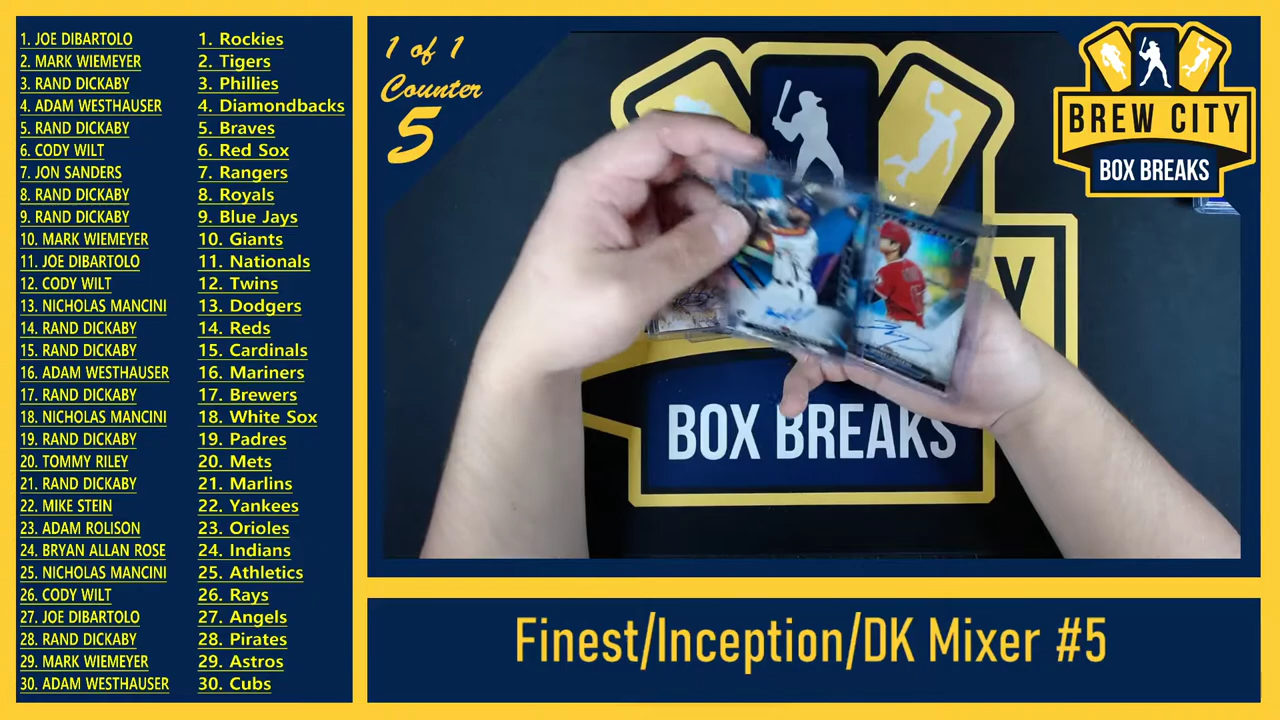 1. JOE DIBARTOLO 1. Rockies
2. MARK WIEMEYER 2. Tigers
3. RAND DICKABY 3. Phillies
4. ADAM WESTHAUSER 4. Diamondbacks
5. RAND DICKABY 5. Braves
6. CODY WILT 6. Red Sox
7. JON SANDERS 7. Rangers
8. RAND DICKABY 8. Royals
9. RAND DICKABY 9. Blue Jays
10. MARK WIEMEYER 10. Giants
11. JOE DIBARTOLO 11. Nationals
12. CODY WILT 12. Twins
13. NICHOLAS MANCINI 13. Dodgers
14. RAND DICKABY 14. Reds
15. RAND DICKABY 15. Cardinals
16. ADAM WESTHAUSER 16. Mariners
17. RAND DICKABY 17. Brewers
18. NICHOLAS MANCINI 18. White Sox
19. RAND DICKABY 19. Padres
20. TOMMY RILEY 20. Mets
21. RAND DICKABY 21. Marlins
22. MIKE STEIN 22. Yankees
23. ADAM ROLISON 23. Orioles
24. BRYAN ALLAN ROSE 24. Indians
25. NICHOLAS MANCINI 25. Athletics
26. CODY WILT 26. Rays
27. JOE DIBARTOLO 27. Angels
28. RAND DICKABY 28. Pirates
29. MARK WIEMEYER 29. Astros
30. ADAM WESTHAUSER 30. Cubs
1 of 1
Counter
5
BREW CITY
BOX BREAKS
Y
BOX BREAKS
Finest/Inception/DK Mixer #5